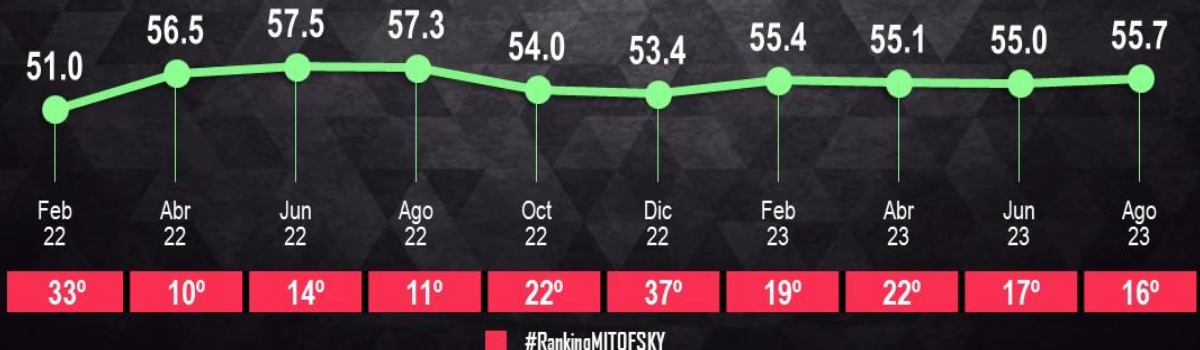 51.0 56.5 57.5 57.3 54.0 53.4 55.4 55.1 55.0 55.7
Feb Abr Jun Ago Oct Dic Feb Abr Jun Ago
22 22 22 22 22 22 23 23 23 23
33º 10º 14º 11º 22º 37º 19º 22º 17º 16º
#RankingMITOFSKY